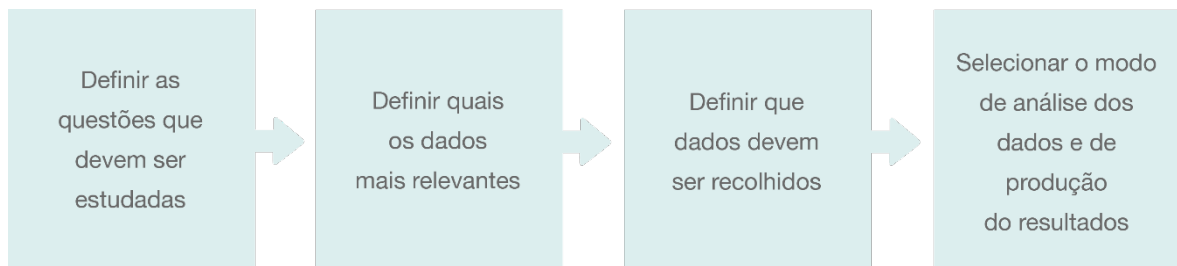 Definir as
questões que
devem ser
estudadas
Definir quais
os dados
mais relevantes
Definir que
dados devem
ser recolhidos
Selecionar o modo
de análise dos
dados e de
produção
do resultados